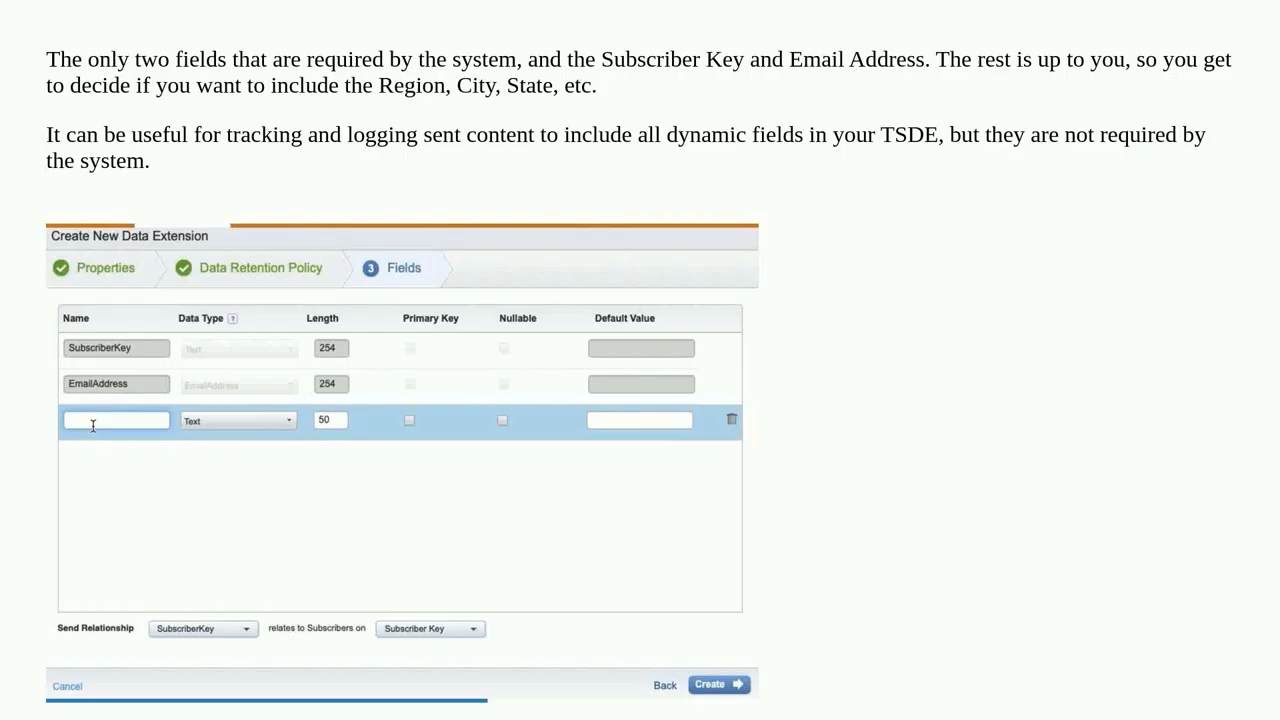 The only two fields that are required by the system, and the Subscriber Key and Email Address. The rest is up to you, so you get
to decide if you want to include the Region, City, State, etc.
It can be useful for tracking and logging sent content to include all dynamic fields in your TSDE, but they are not required by
the system.
Create New Data Extension
Properties Data Retention Policy 3 Fields
Name Data Type ? Length Primary Key Nullable Default Value
SubscriberKey Text 254
EmailAddress EmailAddress 254
Text 50
Send Relationship SubscriberKey relates to Subscribers on Subscriber Key
Cancel Back Create